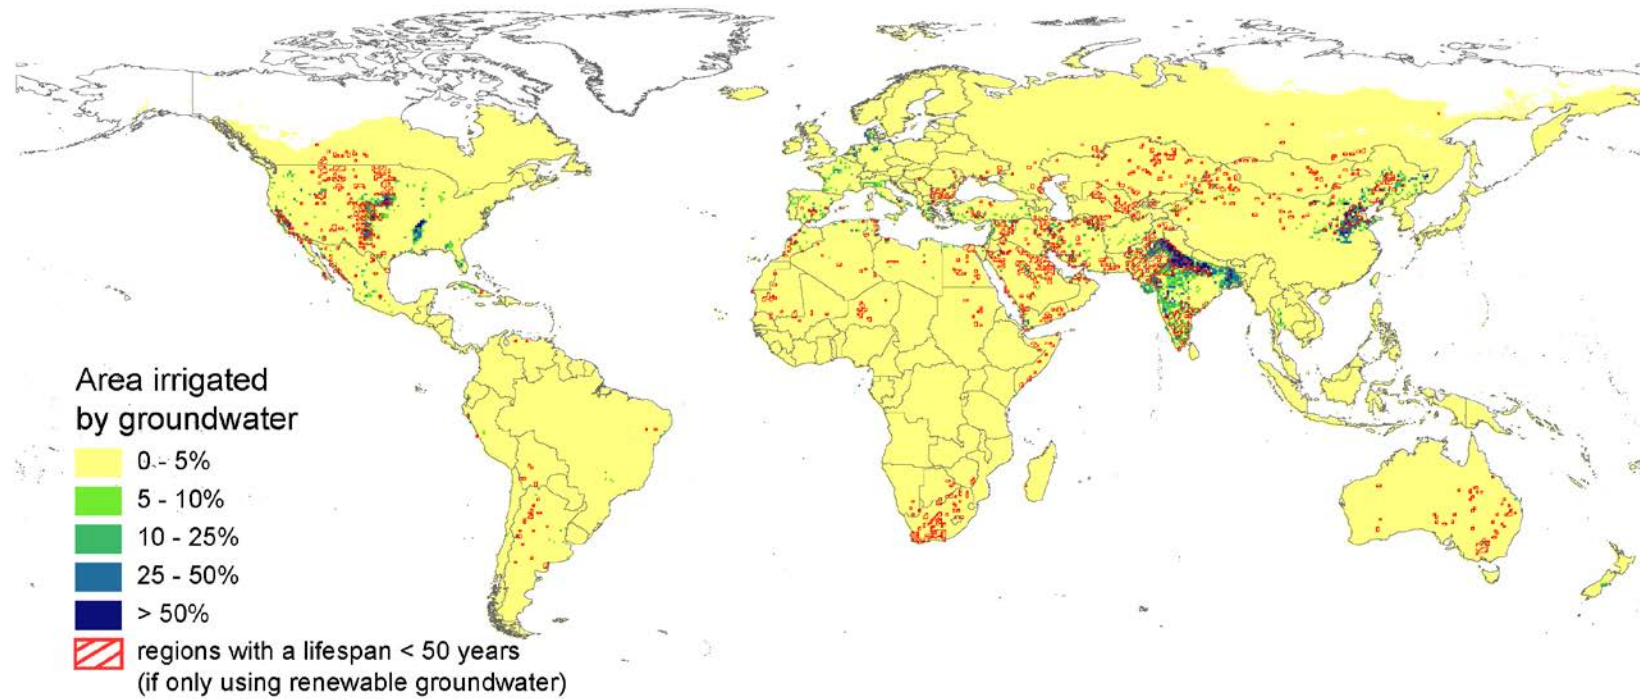 Area irrigated
by groundwater
0 - 5%
5 - 10%
10 - 25%
25 - 50%
> 50%
regions with a lifespan < 50 years
(if only using renewable groundwater)